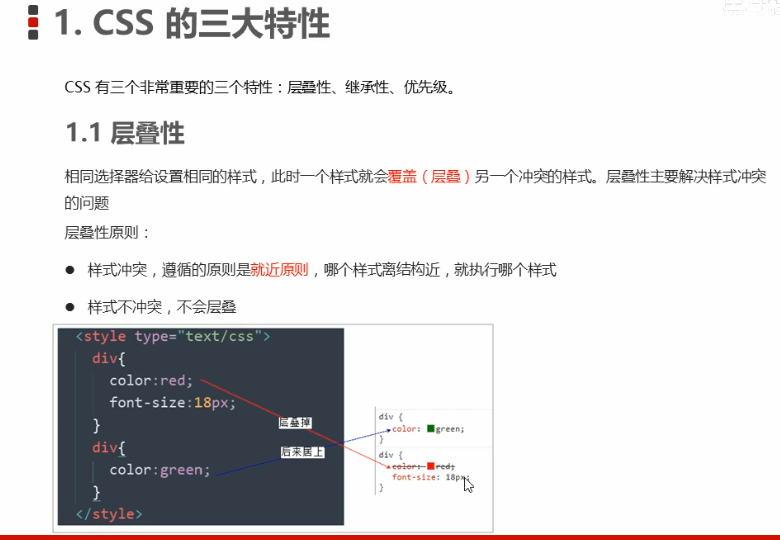 1. CSS 的三大特性
CSS 有三个非常重要的三个特性：层叠性、继承性、优先级。
1.1 层叠性
相同选择器给设置相同的样式，此时一个样式就会覆盖（层叠）另一个冲突的样式。层叠性主要解决样式冲突
的问题
层叠性原则：
● 样式冲突，遵循的原则是就近原则，哪个样式离结构近，就执行哪个样式
● 样式不冲突，不会层叠
<style type="text/css">
div{
color:red;
font-size:18px;
}
div{
color:green;
}
</style>
层叠掉
后来居上
div {
color: green;
}
div {
color: red;
font-size: 18px;
}